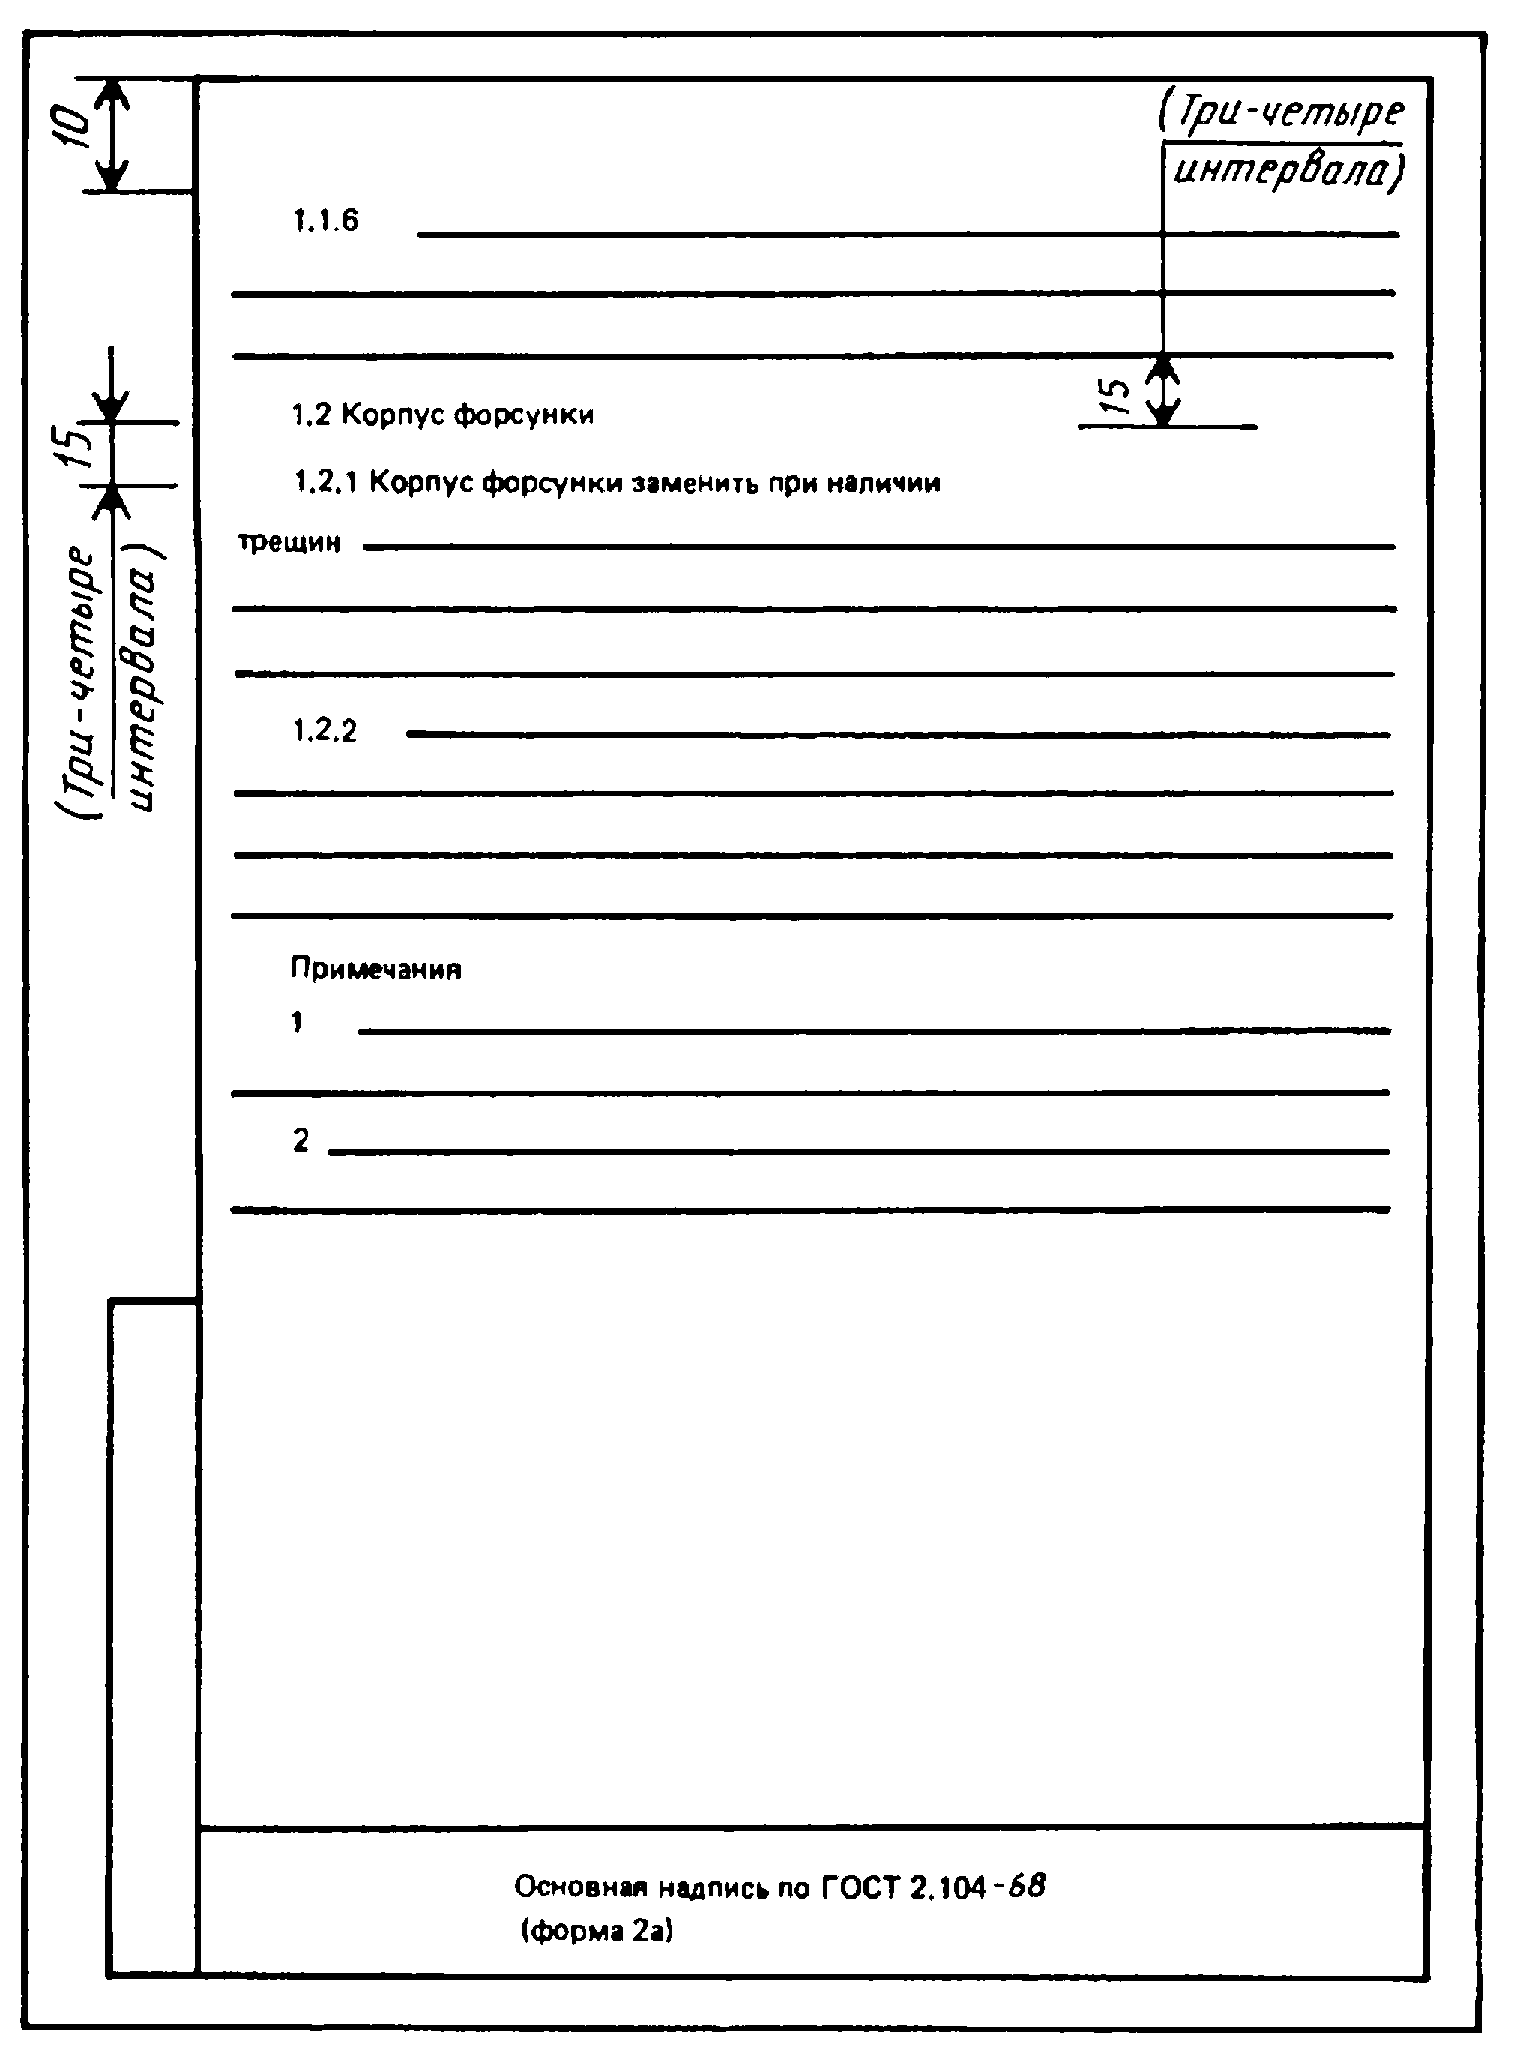 10
(Три-четыре
интервала)
1.1.6
15
1.2 Корпус форсунки
15
1.2.1 Корпус форсунки заменить при наличии
трещин
(Три-четыре
интервала)
1.2.2
Примечания
1
2
Основная надпись по ГОСТ 2.104-68
(форма 2а)